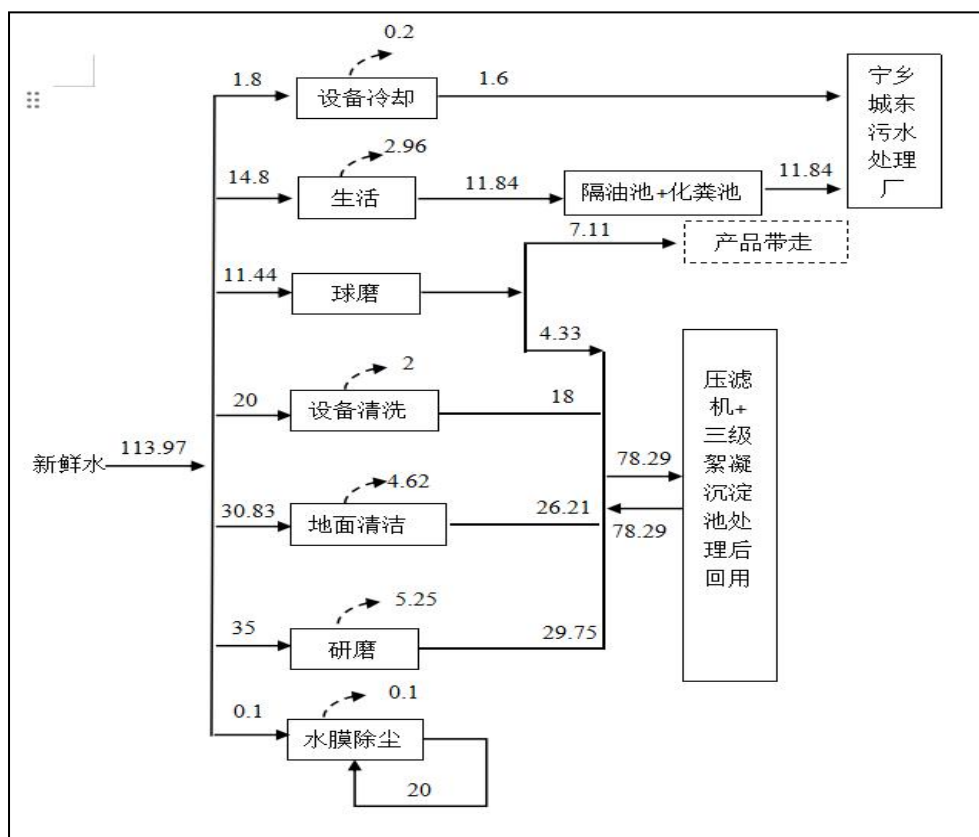 0.2
1.8
设备冷却
1.6
宁乡
城东
污水
处理
厂
2.96
14.8
生活
11.84
隔油池+化粪池
11.84
7.11
产品带走
11.44
球磨
4.33
2
20
设备清洗
18
压滤
机+
三级
絮凝
沉淀
池处
理后
回用
新鲜水
113.97
78.29
4.62
30.83
地面清洁
26.21
78.29
5.25
35
研磨
29.75
0.1
0.1
水膜除尘
20